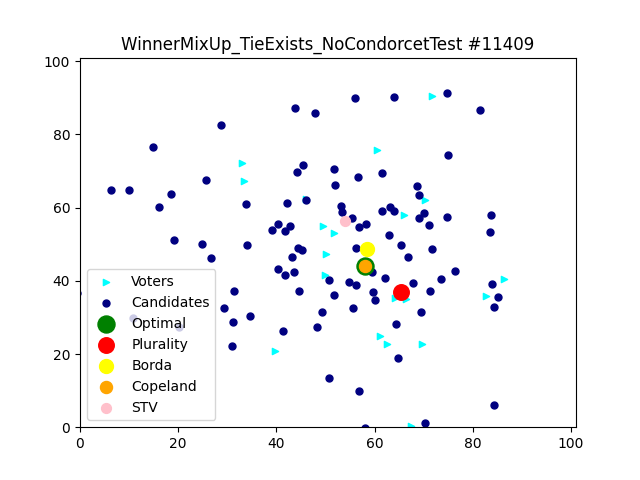 WinnerMixUp_TieExists_NoCondorcetTest #11409
100
80
60
40
20
0
Voters
Candidates
Optimal
Plurality
Borda
Copeland
STV
0 20 40 60 80 100